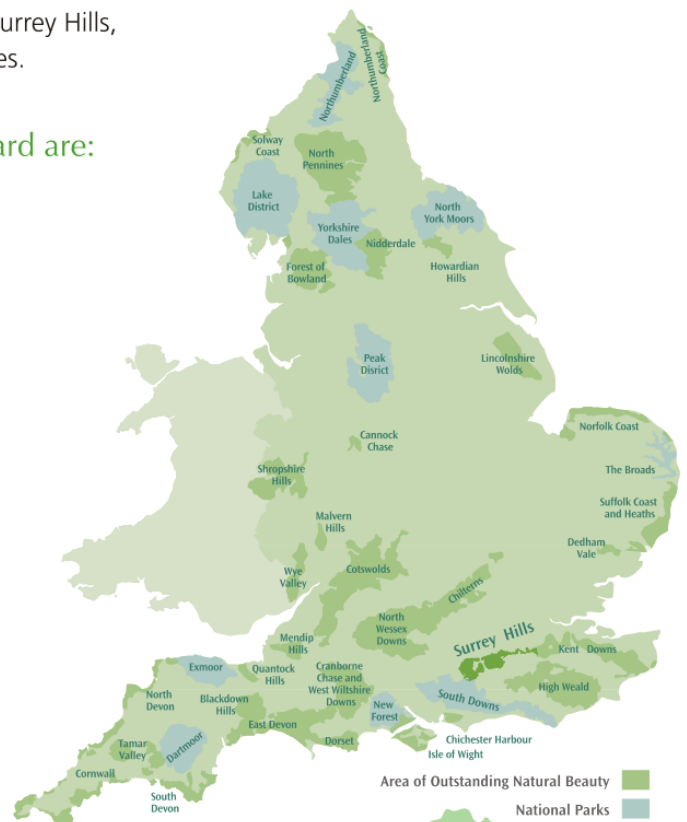 urrey Hills,
es.
ard are:
Northumberland
Northumberland
Coast
Solway
Coast
North
Pennines
Lake
District
Yorkshire
Dales
Nidderdale
North
York Moors
Forest of
Bowland
Howardian
Hills
Peak
Disrict
Lincolnshire
Wolds
Norfolk Coast
Cannock
Chase
The Broads
Shropshire
Hills
Suffolk Coast
and Heaths
Malvern
Hills
Dedham
Vale
Wye
Valley
Cotswolds
Chilterns
North
Wessex
Downs
Surrey Hills
Kent Downs
Mendip
Hills
Exmoor
Quantock
Hills
Cranborne
Chase and
West Wiltshire
Downs
High Weald
North
Devon
Blackdown
Hills
New
Forest
South Downs
East Devon
Dorset
Chichester Harbour
Isle of Wight
Tamar
Valley
Dartmoor
Cornwall
South
Devon
Area of Outstanding Natural Beauty
National Parks